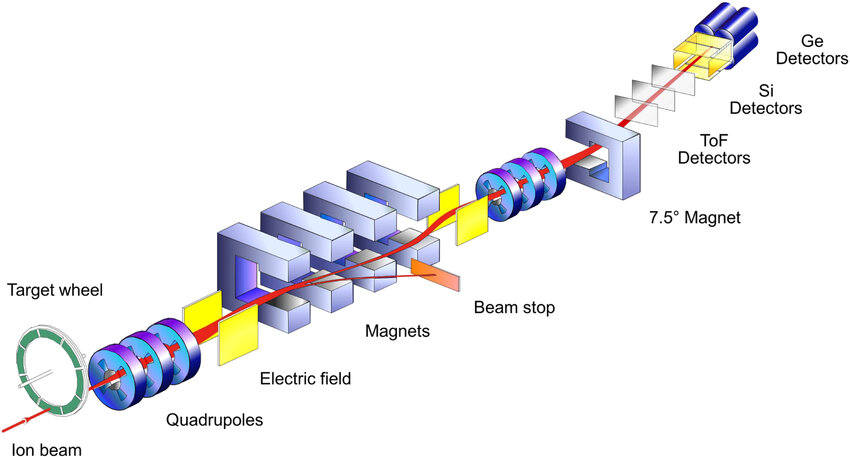 Ge
Detectors
Si
Detectors
ToF
Detectors
7.5° Magnet
Target wheel
Beam stop
Magnets
Electric field
Quadrupoles
Ion beam